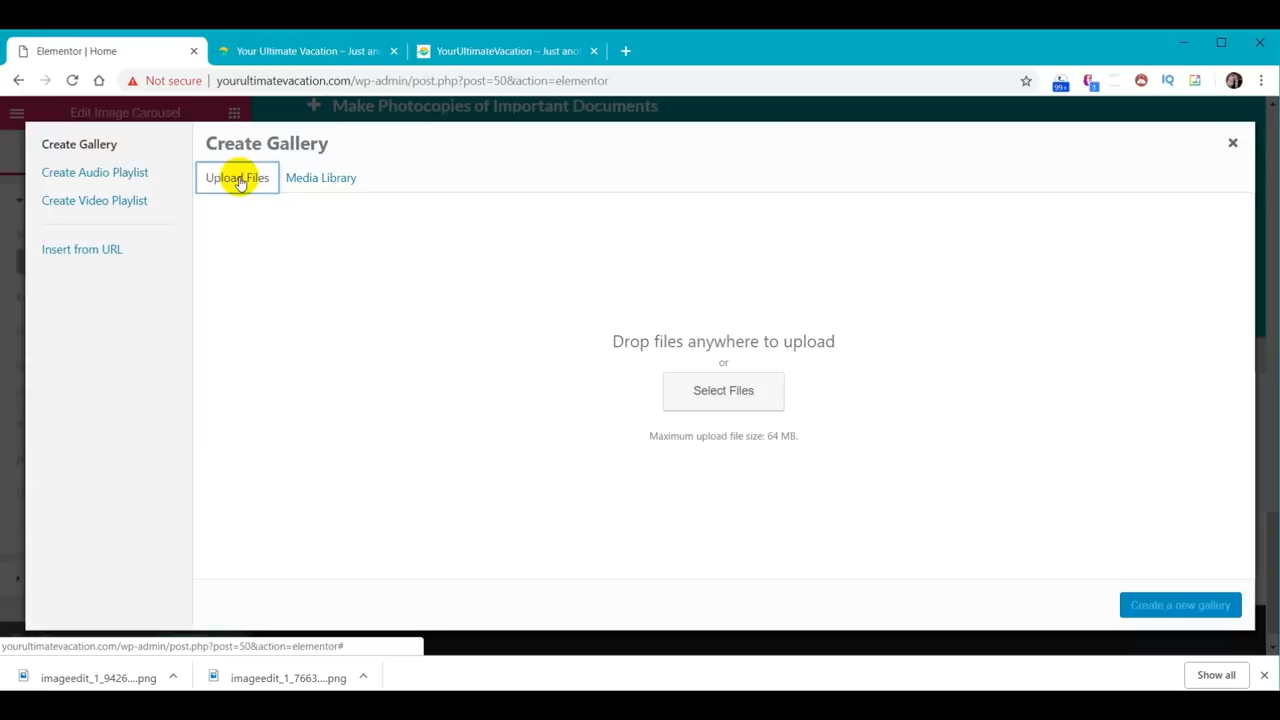 Elementor | Home
Your Ultimate Vacation – Just an
YourUltimateVacation – Just anot
Not secure
yourultimatevacation.com/wp-admin/post.php?post=50&action=elementor
99+
1
IQ
Edit Image Carousel
Make Photocopies of Important Documents
Create Gallery
Create Audio Playlist
Create Video Playlist
Insert from URL
Create Gallery
Upload Files
Media Library
Drop files anywhere to upload
or
Select Files
Maximum upload file size: 64 MB.
Create a new gallery
yourultimatevacation.com/wp-admin/post.php?post=50&action=elementor#
imageedit_1_9426....png
imageedit_1_7663....png
Show all